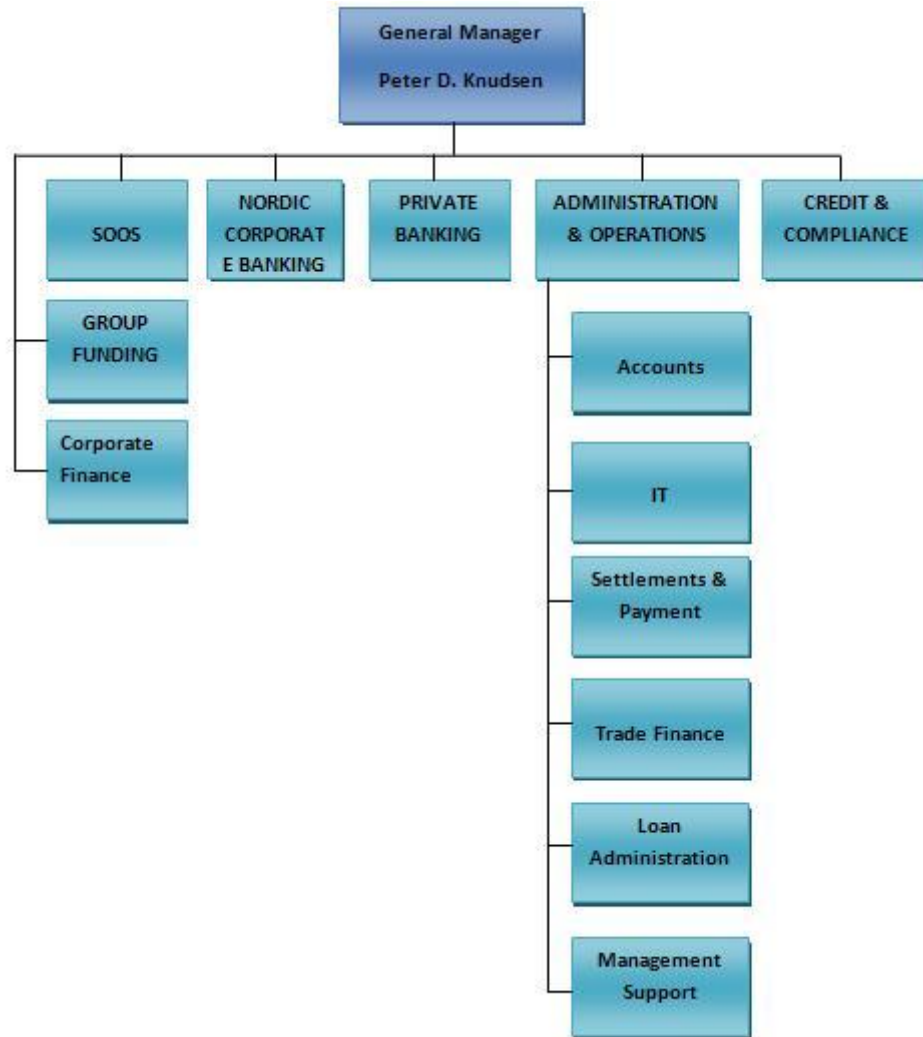 General Manager
Peter D. Knudsen
SOOS
NORDIC
CORPORAT
E BANKING
PRIVATE
BANKING
ADMINISTRATION
& OPERATIONS
CREDIT &
COMPLIANCE
GROUP
FUNDING
Corporate
Finance
Accounts
IT
Settlements &
Payment
Trade Finance
Loan
Administration
Management
Support